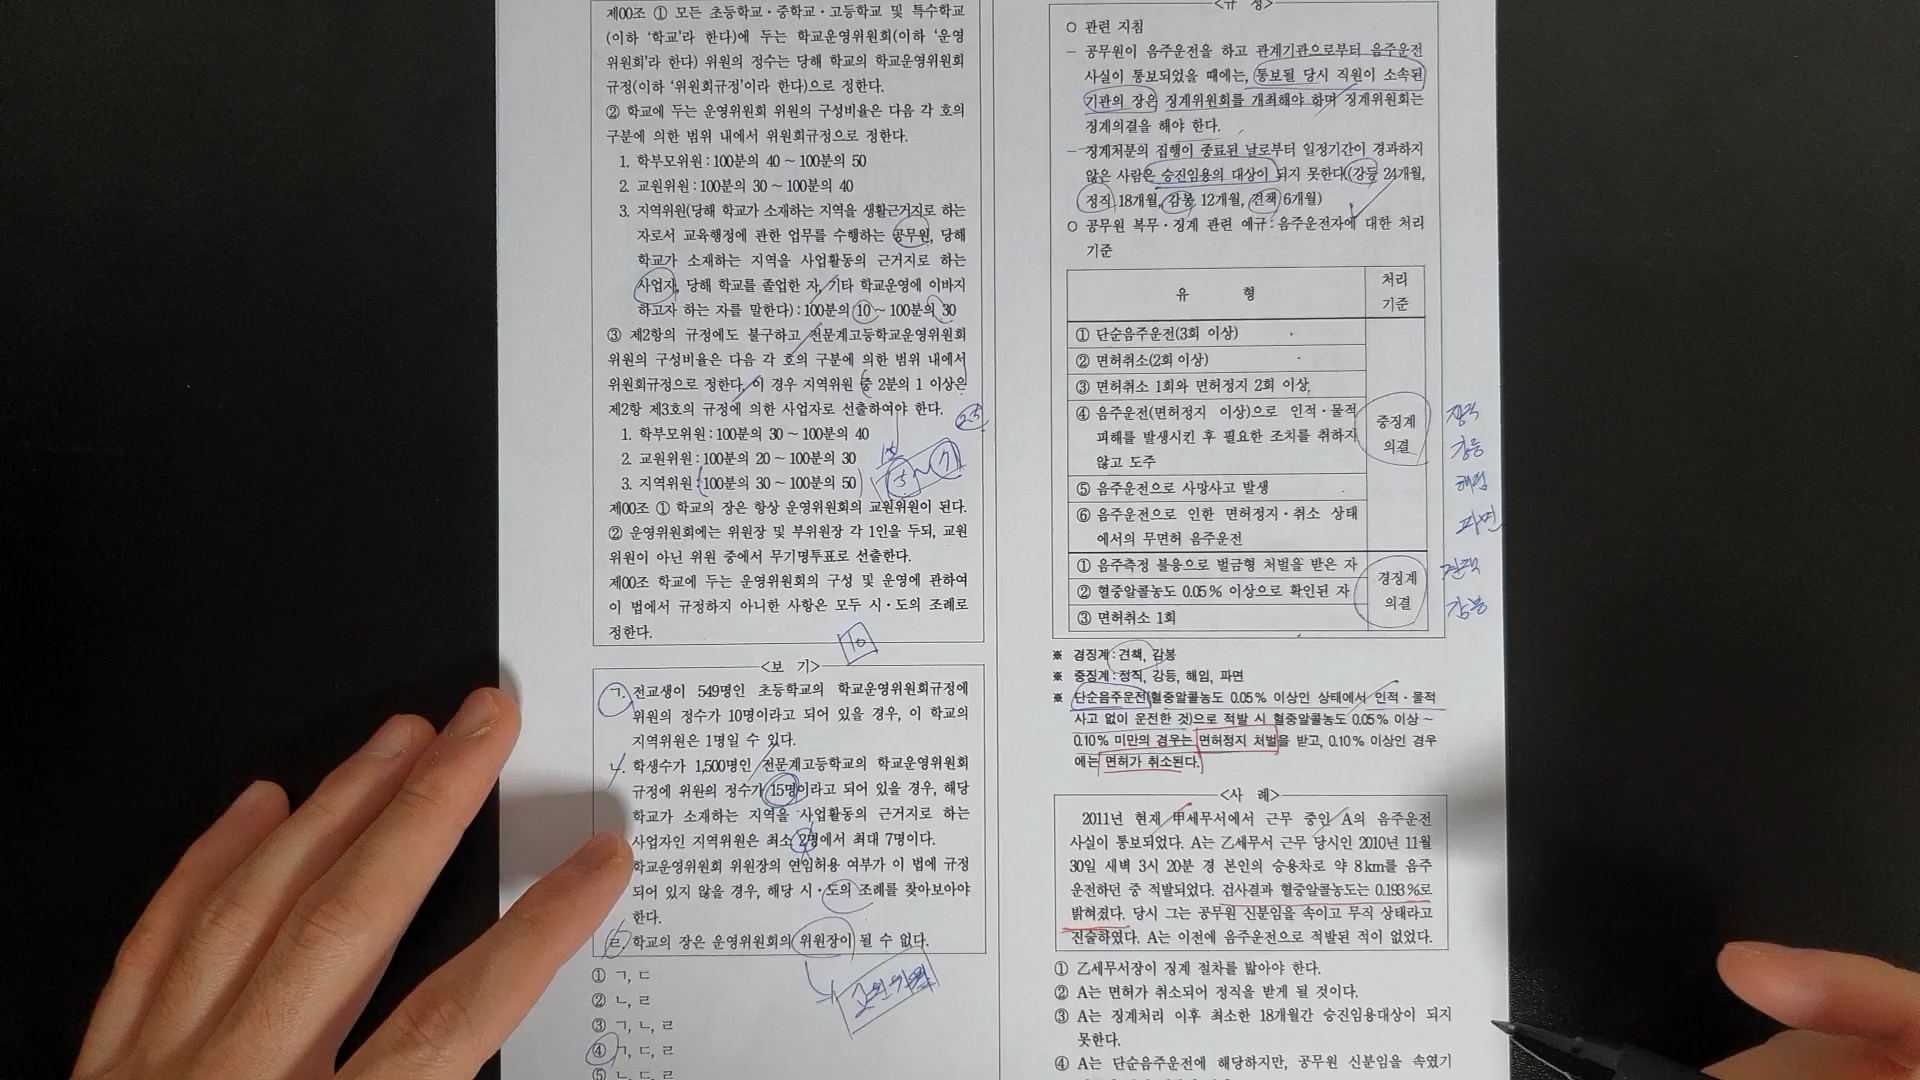 제00조 ① 모든 초등학교·중학교·고등학교 및 특수학교
(이하 ‘학교’라 한다)에 두는 학교운영위원회(이하 ‘운영
위원회’라 한다) 위원의 정수는 당해 학교의 학교운영위원회
규정(이하 ‘위원회규정’이라 한다)으로 정한다.
② 학교에 두는 운영위원회 위원의 구성비율은 다음 각 호의
구분에 의한 범위 내에서 위원회규정으로 정한다.
1. 학부모위원 : 100분의 40 ~ 100분의 50
2. 교원위원 : 100분의 30 ~ 100분의 40
3. 지역위원(당해 학교가 소재하는 지역을 생활근거지로 하는
자로서 교육행정에 관한 업무를 수행하는 공무원, 당해
학교가 소재하는 지역을 사업활동의 근거지로 하는
사업자, 당해 학교를 졸업한 자, 기타 학교운영에 이바지
하고자 하는 자를 말한다) : 100분의 10 ~ 100분의 30
③ 제2항의 규정에도 불구하고 전문계고등학교운영위원회
위원의 구성비율은 다음 각 호의 구분에 의한 범위 내에서
위원회규정으로 정한다. 이 경우 지역위원 중 2분의 1 이상은
제2항 제3호의 규정에 의한 사업자로 선출하여야 한다.
2.5
1. 학부모위원 : 100분의 30 ~ 100분의 40
2. 교원위원 : 100분의 20 ~ 100분의 30
3. 지역위원 : 100분의 30 ~ 100분의 50
5 ~ 7
제00조 ① 학교의 장은 항상 운영위원회의 교원위원이 된다.
② 운영위원회에는 위원장 및 부위원장 각 1인을 두되, 교원
위원이 아닌 위원 중에서 무기명투표로 선출한다.
제00조 학교에 두는 운영위원회의 구성 및 운영에 관하여
이 법에서 규정하지 아니한 사항은 모두 시·도의 조례로
정한다.
10
<보 기>
ㄱ. 전교생이 549명인 초등학교의 학교운영위원회규정에
위원의 정수가 10명이라고 되어 있을 경우, 이 학교의
지역위원은 1명일 수 있다.
ㄴ. 학생수가 1,500명인 전문계고등학교의 학교운영위원회
규정에 위원의 정수가 15명이라고 되어 있을 경우, 해당
학교가 소재하는 지역을 사업활동의 근거지로 하는
사업자인 지역위원은 최소 2명에서 최대 7명이다.
학교운영위원회 위원장의 연임허용 여부가 이 법에 규정
되어 있지 않을 경우, 해당 시·도의 조례를 찾아보아야
한다.
ㄹ. 학교의 장은 운영위원회의 위원장이 될 수 없다.
교원위원
① ㄱ, ㄷ
② ㄴ, ㄹ
③ ㄱ, ㄴ, ㄹ
④ ㄱ, ㄷ, ㄹ
⑤ ㄴ, ㄷ, ㄹ
<규 정>
○ 관련 지침
- 공무원이 음주운전을 하고 관계기관으로부터 음주운전
사실이 통보되었을 때에는, 통보될 당시 직원이 소속된
기관의 장은 징계위원회를 개최해야 하며 징계위원회는
징계의결을 해야 한다.
- 징계처분의 집행이 종료된 날로부터 일정기간이 경과하지
않은 사람은 승진임용의 대상이 되지 못한다(강등 24개월,
정직 18개월, 감봉 12개월, 견책 6개월)
○ 공무원 복무·징계 관련 예규 : 음주운전자에 대한 처리
기준
유 형
처리
기준
① 단순음주운전(3회 이상)
② 면허취소(2회 이상)
③ 면허취소 1회와 면허정지 2회 이상
④ 음주운전(면허정지 이상)으로 인적·물적
피해를 발생시킨 후 필요한 조치를 취하지
않고 도주
⑤ 음주운전으로 사망사고 발생
⑥ 음주운전으로 인한 면허정지·취소 상태
에서의 무면허 음주운전
중징계
의결
정직
강등
해임
파면
① 음주측정 불응으로 벌금형 처벌을 받은 자
② 혈중알콜농도 0.05 % 이상으로 확인된 자
③ 면허취소 1회
경징계
의결
견책
감봉
※ 경징계 : 견책, 감봉
※ 중징계 : 정직, 강등, 해임, 파면
※ 단순음주운전(혈중알콜농도 0.05 % 이상인 상태에서 인적·물적
사고 없이 운전한 것)으로 적발 시 혈중알콜농도 0.05 % 이상 ~
0.10 % 미만의 경우는 면허정지 처벌을 받고, 0.10 % 이상인 경우
에는 면허가 취소된다.
<사 례>
2011년 현재 甲세무서에서 근무 중인 A의 음주운전
사실이 통보되었다. A는 乙세무서 근무 당시인 2010년 11월
30일 새벽 3시 20분 경 본인의 승용차로 약 8 km를 음주
운전하던 중 적발되었다. 검사결과 혈중알콜농도는 0.193 %로
밝혀졌다. 당시 그는 공무원 신분임을 속이고 무직 상태라고
진술하였다. A는 이전에 음주운전으로 적발된 적이 없었다.
① 乙세무서장이 징계 절차를 밟아야 한다.
② A는 면허가 취소되어 정직을 받게 될 것이다.
③ A는 징계처리 이후 최소한 18개월간 승진임용대상이 되지
못한다.
④ A는 단순음주운전에 해당하지만, 공무원 신분임을 속였기